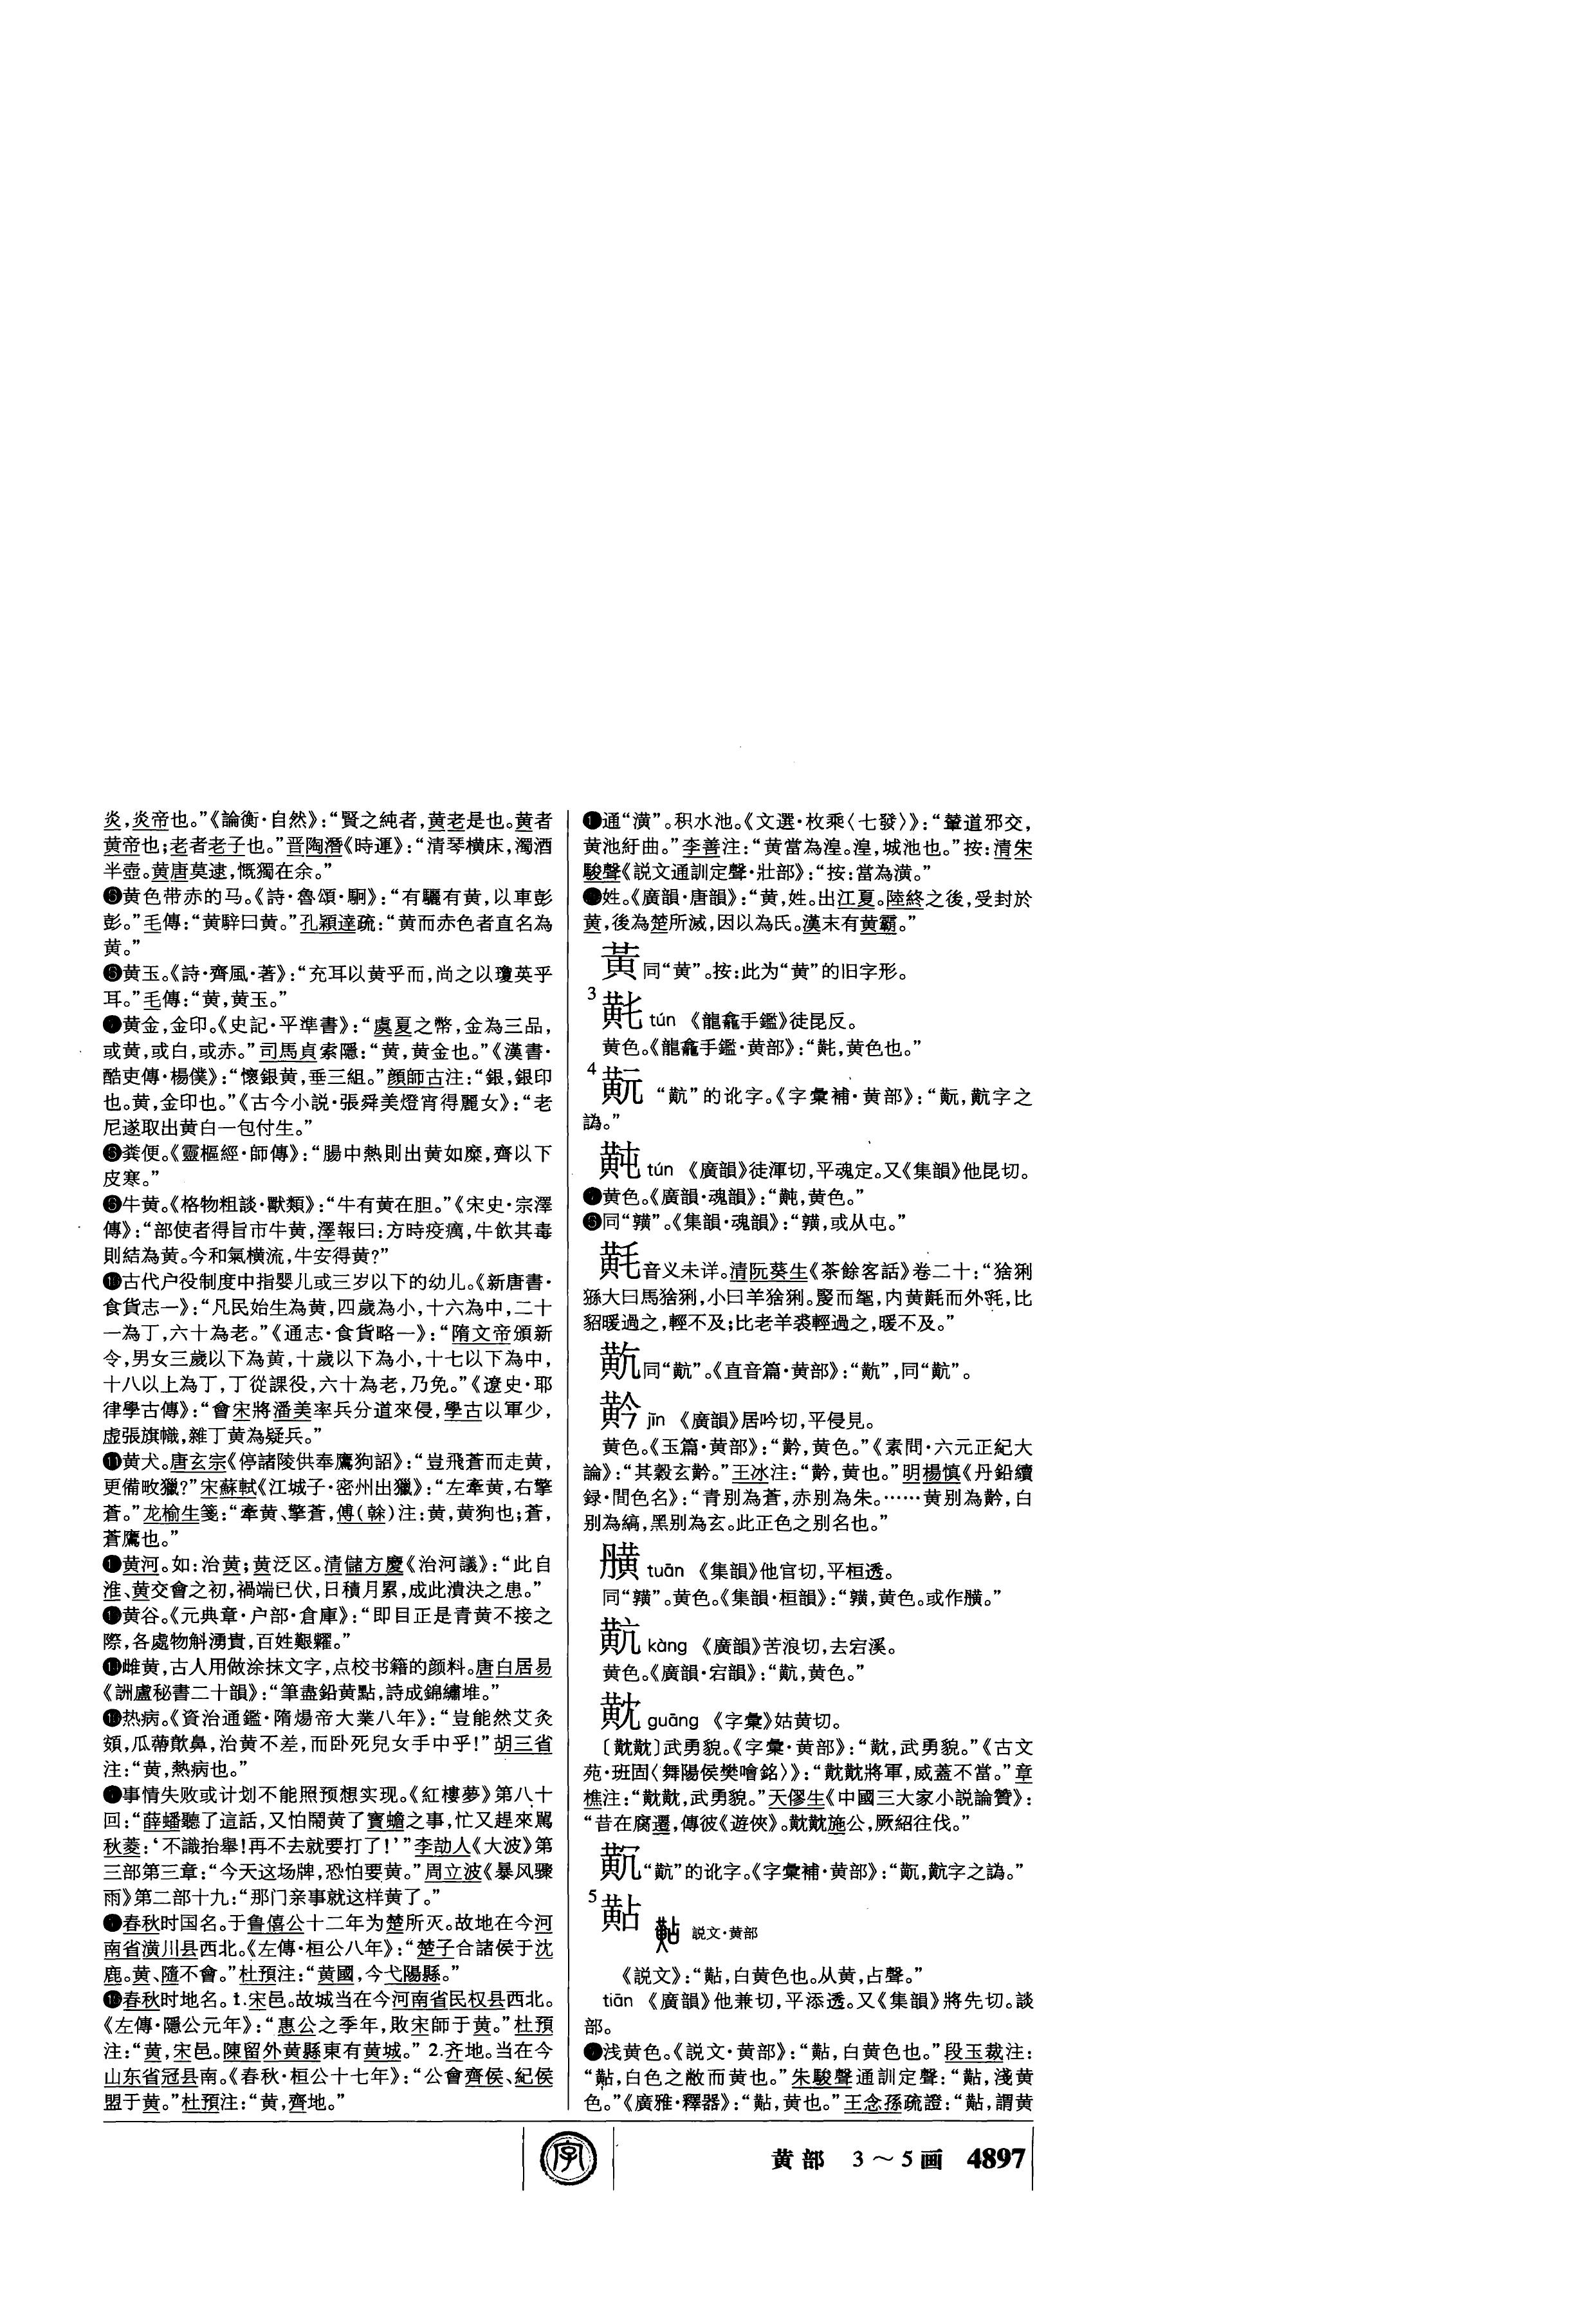 炎,炎帝也。”《論衡·自然》:“賢之純者,黄老是也。黄者
黄帝也;老者老子也。”晋陶潛《時運》:“清琴横床,濁酒
半壺。黄唐莫逮,慨獨在余。”
黄色带赤的马。《詩·魯頌·駉》:“有驪有黄,以車彭
彭。”毛傳:“黄騂曰黄。”孔穎達疏:“黄而赤色者直名為
黄。”
黄玉。《詩·齊風·著》:“充耳以黄乎而,尚之以瓊英乎
耳。”毛傳:“黄,黄玉。”
黄金,金印。《史記·平準書》:“虞夏之幣,金為三品,
或黄,或白,或赤。”司馬貞索隱:“黄,黄金也。”《漢書·
酷吏傳·楊僕》:“懷銀黄,垂三組。”顔師古注:“銀,銀印
也。黄,金印也。”《古今小説·張舜美燈宵得麗女》:“老
尼遂取出黄白一包付生。”
粪便。《靈樞經·師傳》:“腸中熱則出黄如糜,齊以下
皮寒。”
牛黄。《格物粗談·獸類》:“牛有黄在胆。”《宋史·宗澤
傳》:“部使者得旨市牛黄,澤報曰:方時疫癘,牛飲其毒
則結為黄。今和氣横流,牛安得黄?”
⓾古代户役制度中指婴儿或三岁以下的幼儿。《新唐書·
食貨志一》:“凡民始生為黄,四歲為小,十六為中,二十
一為丁,六十為老。”《通志·食貨略一》:“隋文帝頒新
令,男女三歲以下為黄,十歲以下為小,十七以下為中,
十八以上為丁,丁從課役,六十為老,乃免。”《遼史·耶
律學古傳》:“會宋將潘美率兵分道來侵,學古以軍少,
虚張旗幟,雜丁黄為疑兵。”
⓫黄犬。唐玄宗《停諸陵供奉鷹狗詔》:“豈飛蒼而走黄,
更備畋獵?”宋蘇軾《江城子·密州出獵》:“左牽黄,右擎
蒼。”龙榆生箋:“牽黄、擎蒼,傅(榦)注:黄,黄狗也;蒼,
蒼鷹也。”
黄河。如:治黄;黄泛区。清儲方慶《治河議》:“此自
淮、黄交會之初,禍端已伏,日積月累,成此潰決之患。”
黄谷。《元典章·户部·倉庫》:“即目正是青黄不接之
際,各處物斛湧貴,百姓艱糴。”
雌黄,古人用做涂抹文字,点校书籍的颜料。唐白居易
《詶盧秘書二十韻》:“筆盡鉛黄點,詩成錦繡堆。”
热病。《資治通鑑·隋煬帝大業八年》:“豈能然艾灸
頞,瓜蔕歕鼻,治黄不差,而卧死兒女手中乎!”胡三省
注:“黄,熱病也。”
事情失败或计划不能照预想实现。《紅樓夢》第八十
回:“薛蟠聽了這話,又怕鬧黄了寶蟾之事,忙又趕來駡
秋菱:‘不識抬舉!再不去就要打了!’”李劼人《大波》第
三部第三章:“今天这场牌,恐怕要黄。”周立波《暴风骤
雨》第二部十九:“那门亲事就这样黄了。”
春秋时国名。于鲁僖公十二年为楚所灭。故地在今河
南省潢川县西北。《左傳·桓公八年》:“楚子合諸侯于沈
鹿。黄、隨不會。”杜預注:“黄國,今弋陽縣。”
春秋时地名。1.宋邑。故城当在今河南省民权县西北。
《左傳·隱公元年》:“惠公之季年,敗宋師于黄。”杜預
注:“黄,宋邑。陳留外黄縣東有黄城。”2.齐地。当在今
山东省冠县南。《春秋·桓公十七年》:“公會齊侯、紀侯
盟于黄。”杜預注:“黄,齊地。”
通“潢”。积水池。《文選·枚乘〈七發〉》:“輦道邪交,
黄池紆曲。”李善注:“黄當為湟。湟,城池也。”按:清朱
駿聲《説文通訓定聲·壯部》:“按:當為潢。”
姓。《廣韻·唐韻》:“黄,姓。出江夏。陸終之後,受封於
黄,後為楚所滅,因以為氏。漢末有黄霸。”
黃同“黄”。按:此为“黄”的旧字形。
3 tún 《龍龕手鑑》徒昆反。
黄色。《龍龕手鑑·黄部》:“,黄色也。”
4 “䵃”的讹字。《字彙補·黄部》:“,䵃字之
譌。”
黗 tún 《廣韻》徒渾切,平魂定。又《集韻》他昆切。
黄色。《廣韻·魂韻》:“,黄色。”
同“䵎”。《集韻·魂韻》:“䵎,或从屯。”
音义未详。清阮葵生《茶餘客話》卷二十:“猞猁
猻大曰馬猞猁,小曰羊猞猁。,内黄而外,比
貂暖過之,輕不及;比老羊裘輕過之,暖不及。”
同“䵃”。《直音篇·黄部》:“”,同“䵃”。
黅 jīn 《廣韻》居吟切,平侵見。
黄色。《玉篇·黄部》:“黅,黄色。”《素問·六元正紀大
論》:“其穀玄黅。”王冰注:“黅,黄也。”明楊慎《丹鉛續
録·間色名》:“青别為蒼,赤别為朱。……黄别為黅,白
别為縞,黑别為玄。此正色之别名也。”
tuān 《集韻》他官切,平桓透。
同“䵎”。黄色。《集韻·桓韻》:“䵎,黄色。或作。”
䵃 kàng 《廣韻》苦浪切,去宕溪。
黄色。《廣韻·宕韻》:“䵃,黄色。”
guāng 《字彙》姑黄切。
〔〕武勇貌。《字彙·黄部》:“,武勇貌。”《古文
苑·班固〈舞陽侯樊噲銘〉》:“將軍,威蓋不當。”章
樵注:“,武勇貌。”天僇生《中國三大家小説論贊》:
“昔在腐遷,傳彼《遊俠》。施公,厥紹往伐。”
“䵃”的讹字。《字彙補·黄部》:“,䵃字之譌。”
5 黇 説文·黄部
《説文》:“黇,白黄色也。从黄,占聲。”
tiān 《廣韻》他兼切,平添透。又《集韻》將先切。談
部。
浅黄色。《説文·黄部》:“黇,白黄色也。”段玉裁注:
“黇,白色之敝而黄也。”朱駿聲通訓定聲:“黇,淺黄
色。”《廣雅·釋器》:“黇,黄也。”王念孫疏證:“黇,謂黄
字
黄部 3～5画 4897